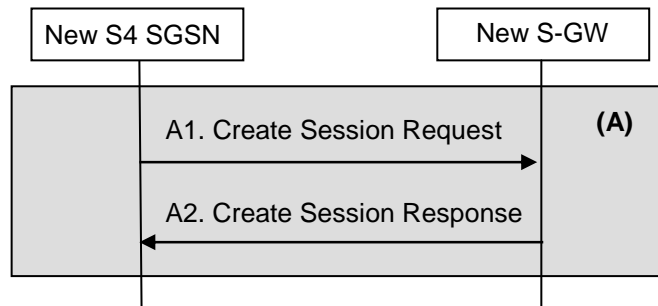 New S4 SGSN
New S-GW
(A)
A1. Create Session Request
A2. Create Session Response